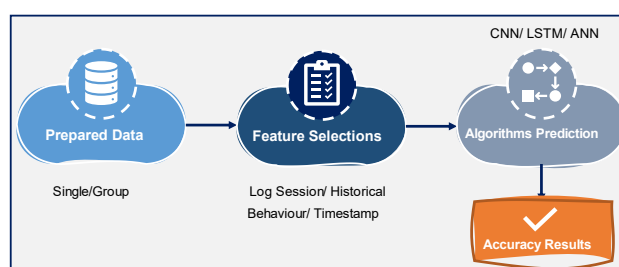 CNN/ LSTM/ ANN
Prepared Data
Feature Selections
Algorithms Prediction
Single/Group
Log Session/ Historical
Behaviour/ Timestamp
Accuracy Results